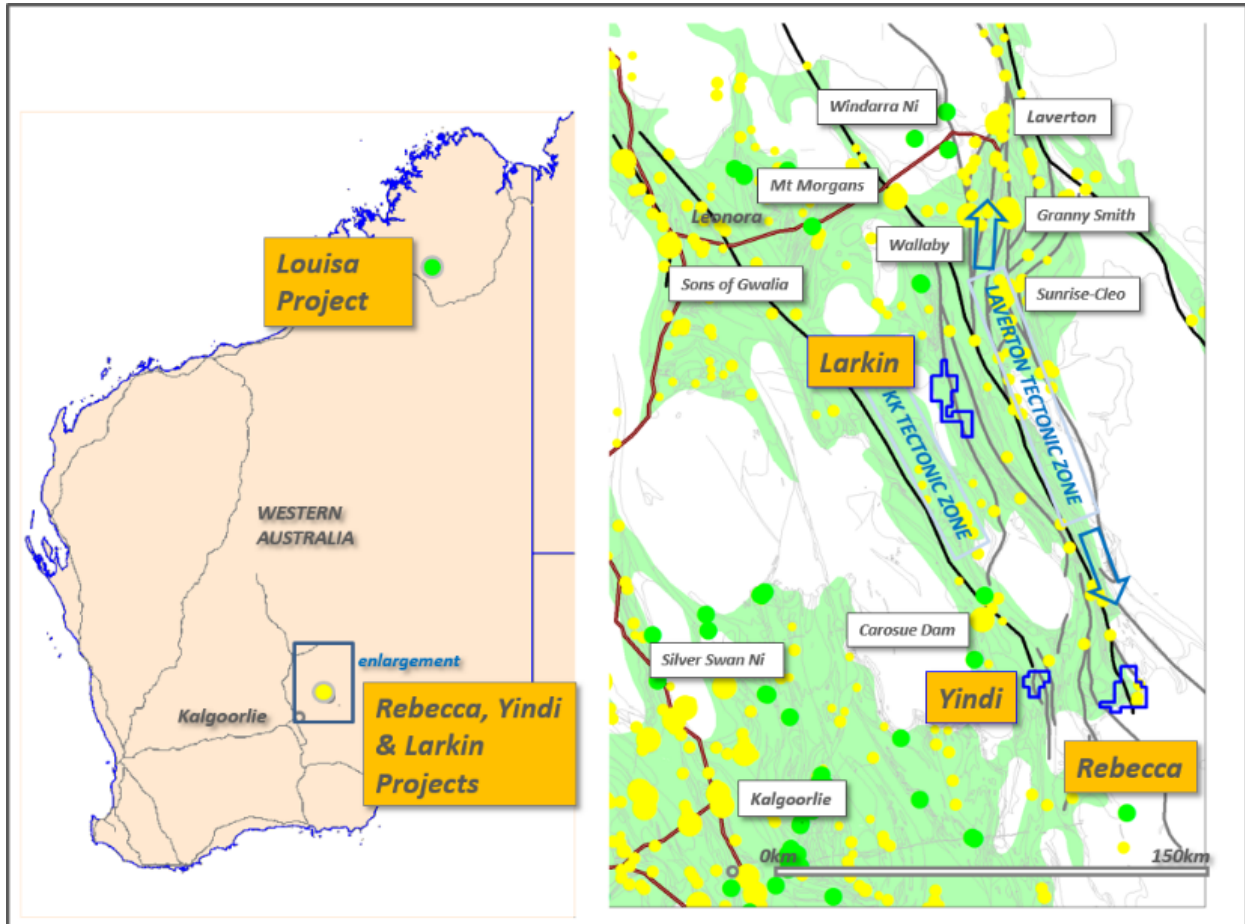 Louisa
Project
WESTERN
AUSTRALIA
enlargement
Kalgoorlie
Rebecca, Yindi
& Larkin
Projects
Windarra Ni
Laverton
Mt Morgans
Leonora
Granny Smith
Wallaby
Sons of Gwalia
Sunrise-Cleo
LAVERTON TECTONIC ZONE
Larkin
KK TECTONIC ZONE
Carosue Dam
Silver Swan Ni
Yindi
Rebecca
Kalgoorlie
0km
150km